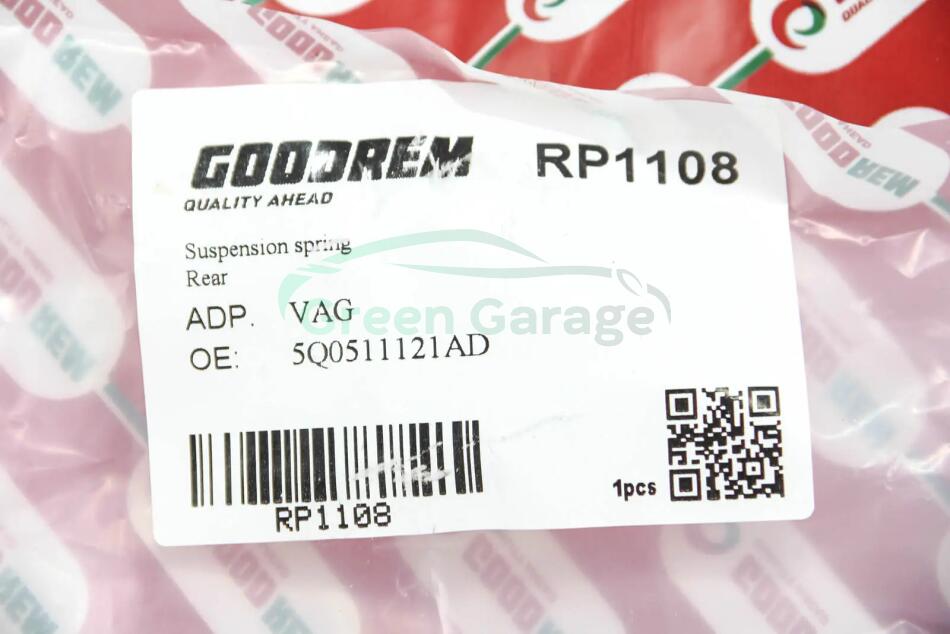 GOODREM
RP1108
QUALITY AHEAD
Suspension spring
Rear
ADP. VAG
Green Garage
OE: 5Q0511121AD
1pcs
RP1108